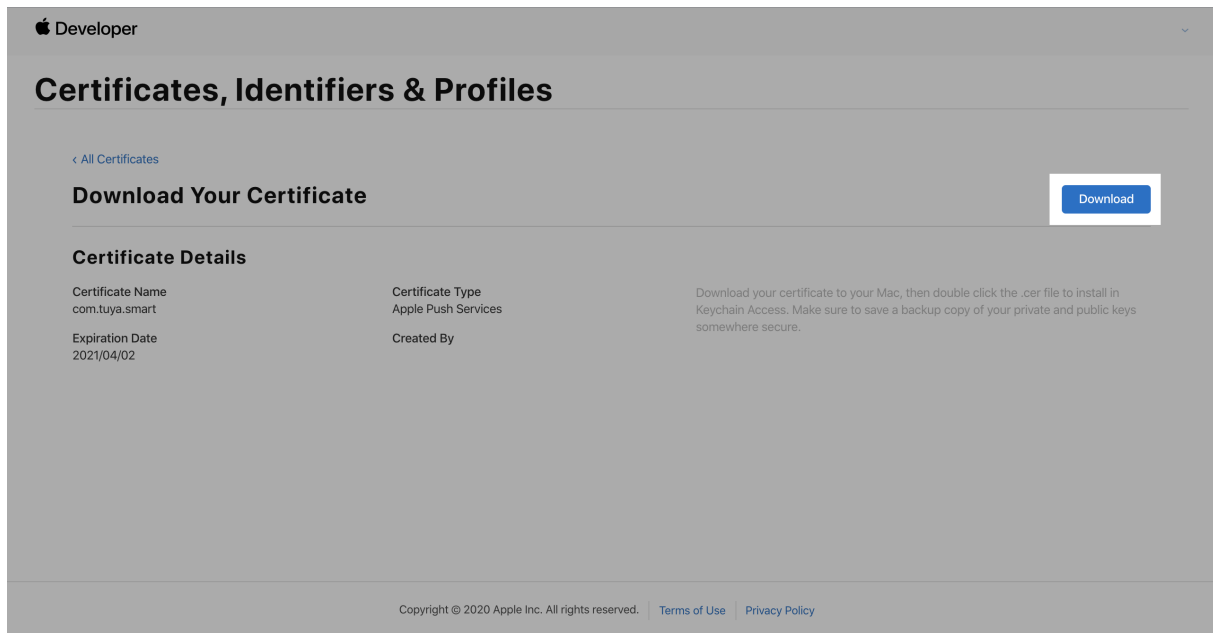 Developer
Certificates, Identifiers & Profiles
‹ All Certificates
Download Your Certificate
Download
Certificate Details
Certificate Name
com.tuya.smart
Certificate Type
Apple Push Services
Download your certificate to your Mac, then double click the .cer file to install in
Keychain Access. Make sure to save a backup copy of your private and public keys
somewhere secure.
Expiration Date
2021/04/02
Created By
Copyright © 2020 Apple Inc. All rights reserved. Terms of Use Privacy Policy